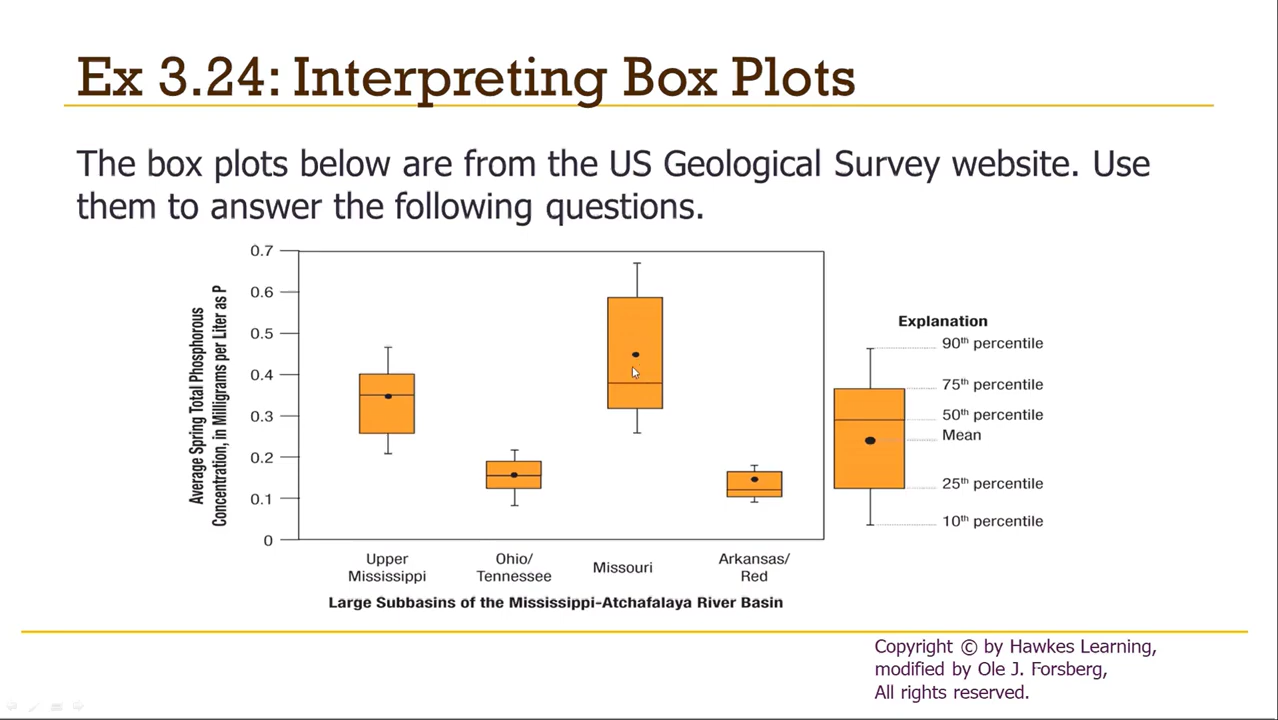 Ex 3.24: Interpreting Box Plots
The box plots below are from the US Geological Survey website. Use
them to answer the following questions.
Average Spring Total Phosphorous
Concentration, in Milligrams per Liter as P
0.7
0.6
0.5
0.4
0.3
0.2
0.1
0
Upper
Mississippi
Ohio/
Tennessee
Missouri
Arkansas/
Red
Large Subbasins of the Mississippi-Atchafalaya River Basin
Explanation
90th percentile
75th percentile
50th percentile
Mean
25th percentile
10th percentile
Copyright © by Hawkes Learning,
modified by Ole J. Forsberg,
All rights reserved.